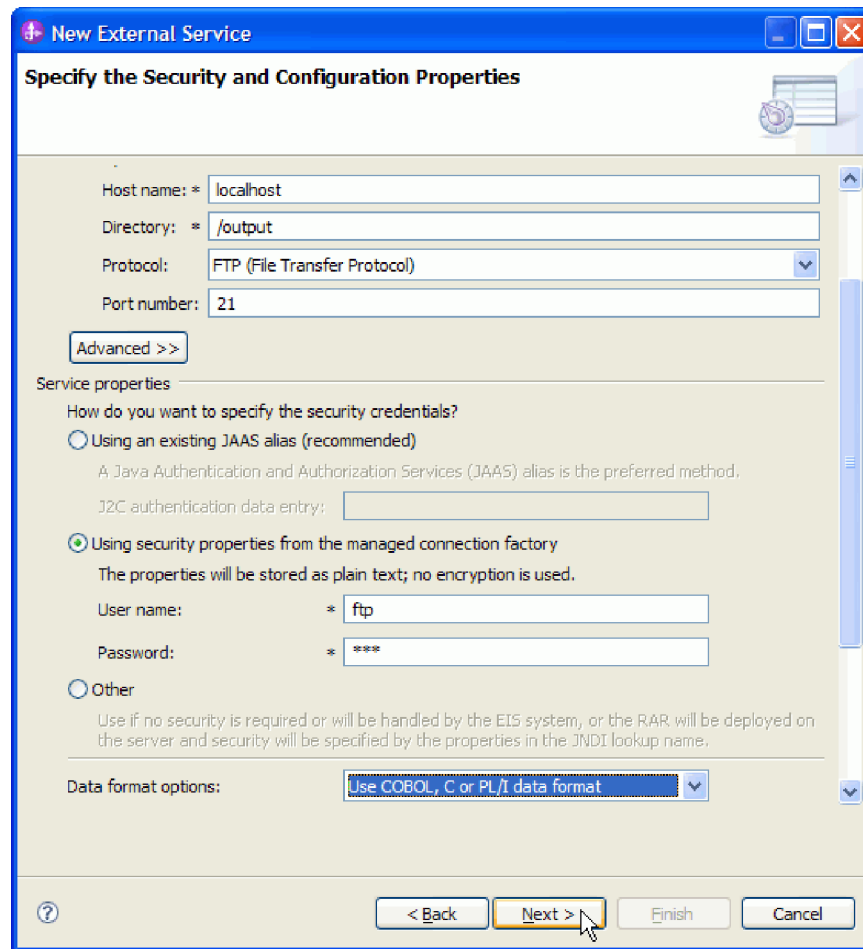 New External Service
Specify the Security and Configuration Properties
Host name: * localhost
Directory: * /output
Protocol: FTP (File Transfer Protocol)
Port number: 21
Advanced >>
Service properties
How do you want to specify the security credentials?
Using an existing JAAS alias (recommended)
A Java Authentication and Authorization Services (JAAS) alias is the preferred method.
J2C authentication data entry:
Using security properties from the managed connection factory
The properties will be stored as plain text; no encryption is used.
User name: * ftp
Password: * ***
Other
Use if no security is required or will be handled by the EIS system, or the RAR will be deployed on
the server and security will be specified by the properties in the JNDI lookup name.
Data format options: Use COBOL, C or PL/I data format
? < Back Next > Finish Cancel